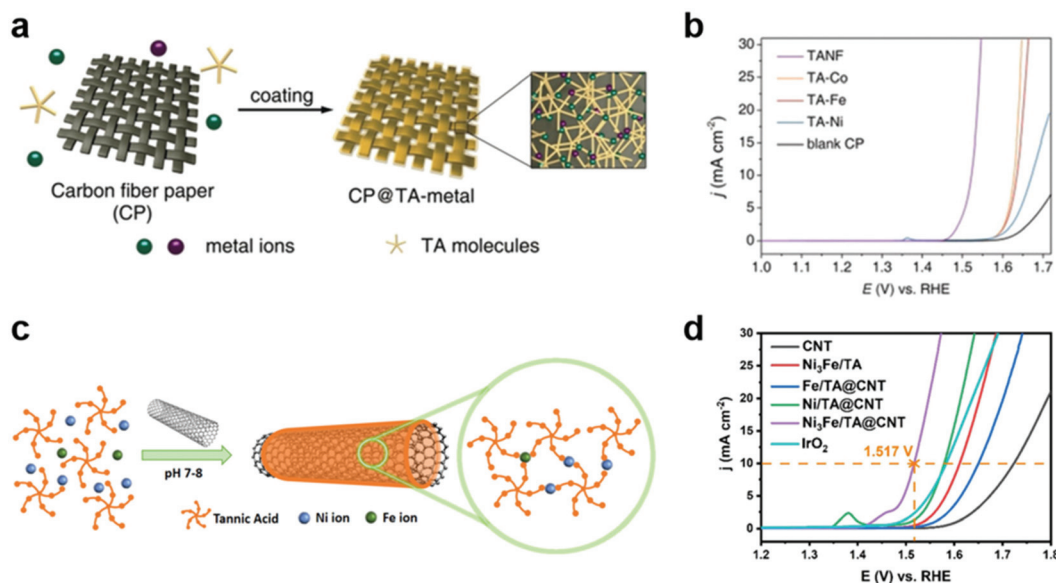 a
coating
Carbon fiber paper
(CP)
CP@TA-metal
metal ions
TA molecules
b
30
25
20
15
10
5
0
j (mA cm⁻²)
TANF
TA-Co
TA-Fe
TA-Ni
blank CP
1.0 1.1 1.2 1.3 1.4 1.5 1.6 1.7
E (V) vs. RHE
c
pH 7-8
Tannic Acid
Ni ion
Fe ion
d
30
25
20
15
10
5
0
j (mA cm⁻²)
CNT
Ni₃Fe/TA
Fe/TA@CNT
Ni/TA@CNT
Ni₃Fe/TA@CNT
IrO₂
1.517 V
1.2 1.3 1.4 1.5 1.6 1.7 1.8
E (V) vs. RHE